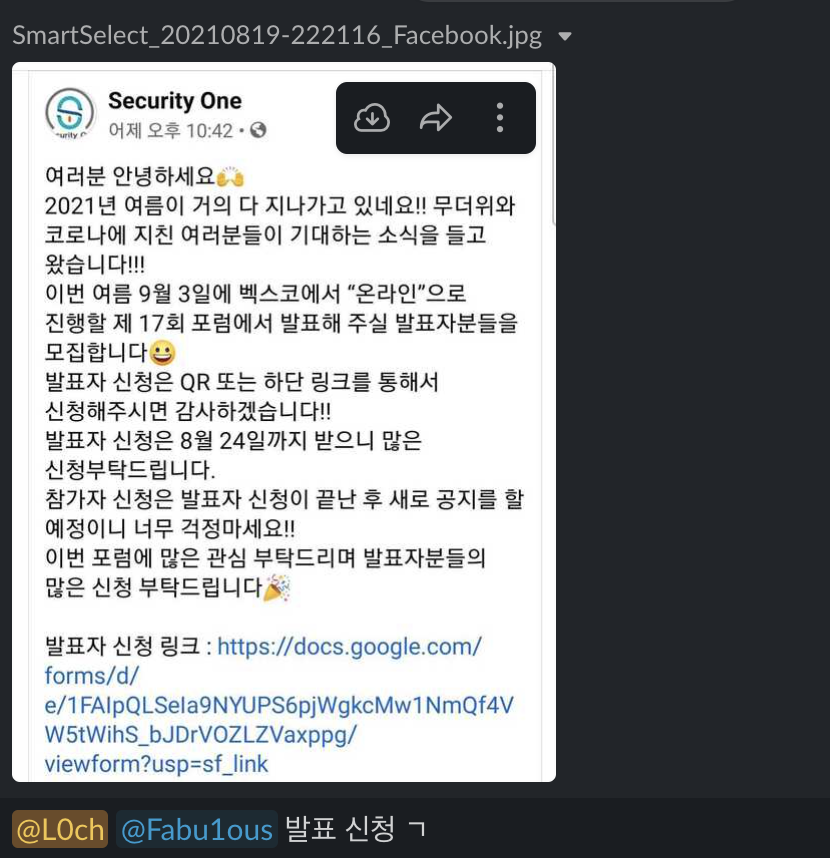 SmartSelect_20210819-222116_Facebook.jpg
Security One
어제 오후 10:42 •
여러분 안녕하세요🙌
2021년 여름이 거의 다 지나가고 있네요!! 무더위와
코로나에 지친 여러분들이 기대하는 소식을 들고
왔습니다!!!
이번 여름 9월 3일에 벡스코에서 “온라인”으로
진행할 제 17회 포럼에서 발표해 주실 발표자분들을
모집합니다😀
발표자 신청은 QR 또는 하단 링크를 통해서
신청해주시면 감사하겠습니다!!
발표자 신청은 8월 24일까지 받으니 많은
신청부탁드립니다.
참가자 신청은 발표자 신청이 끝난 후 새로 공지를 할
예정이니 너무 걱정마세요!!
이번 포럼에 많은 관심 부탁드리며 발표자분들의
많은 신청 부탁드립니다🎉
발표자 신청 링크 : https://docs.google.com/
forms/d/
e/1FAIpQLSeIa9NYUPS6pjWgkcMw1NmQf4V
W5tWihS_bJDrVOZLZVaxppg/
viewform?usp=sf_link
@L0ch @Fabu1ous 발표 신청 ㄱ